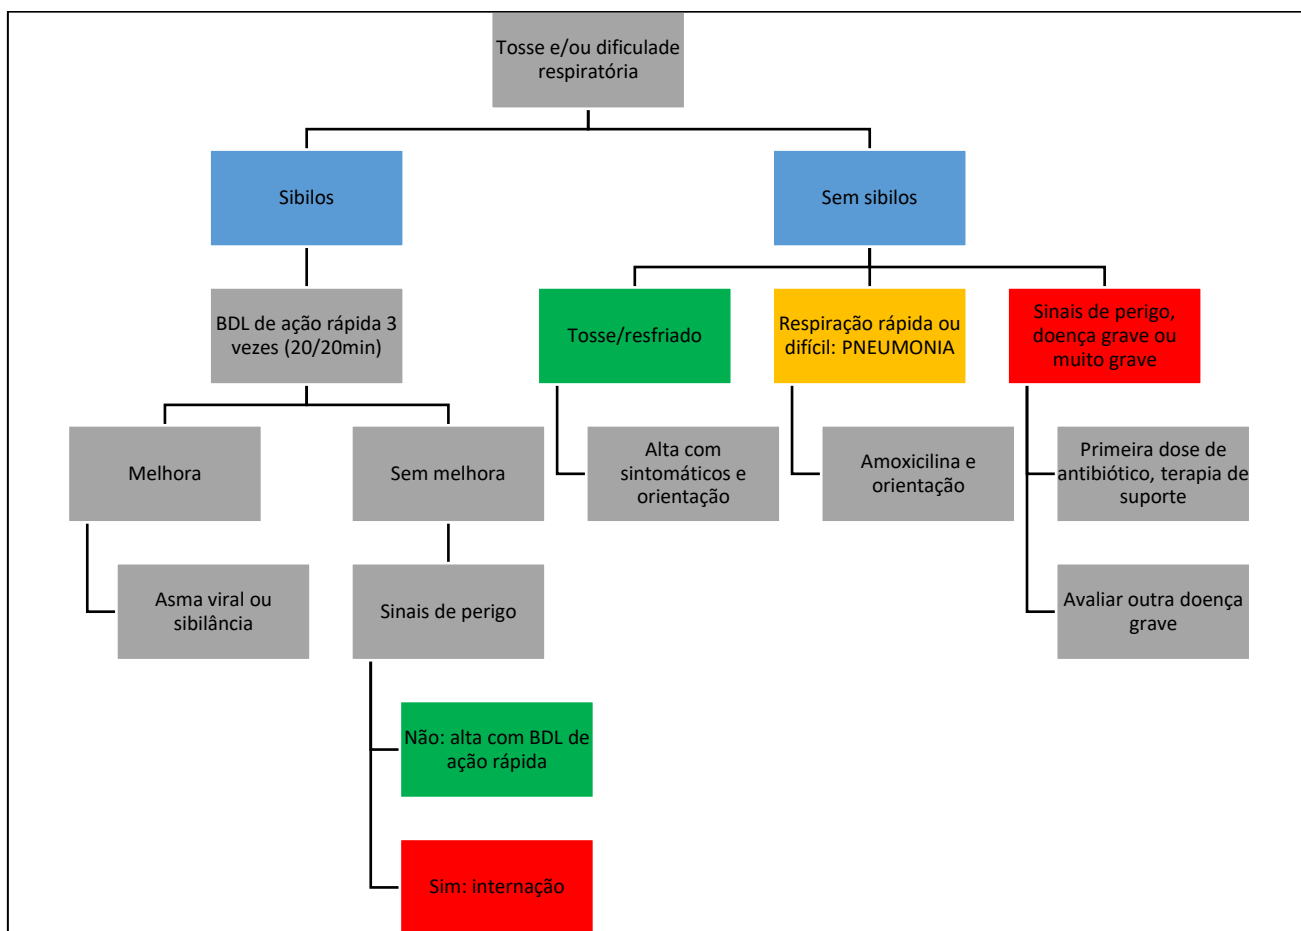 Tosse e/ou dificulade
respiratória
Sibilos
Sem sibilos
BDL de ação rápida 3
vezes (20/20min)
Tosse/resfriado
Respiração rápida ou
difícil: PNEUMONIA
Sinais de perigo,
doença grave ou
muito grave
Melhora
Sem melhora
Alta com
sintomáticos e
orientação
Amoxicilina e
orientação
Primeira dose de
antibiótico, terapia de
suporte
Asma viral ou
sibilância
Sinais de perigo
Avaliar outra doença
grave
Não: alta com BDL de
ação rápida
Sim: internação